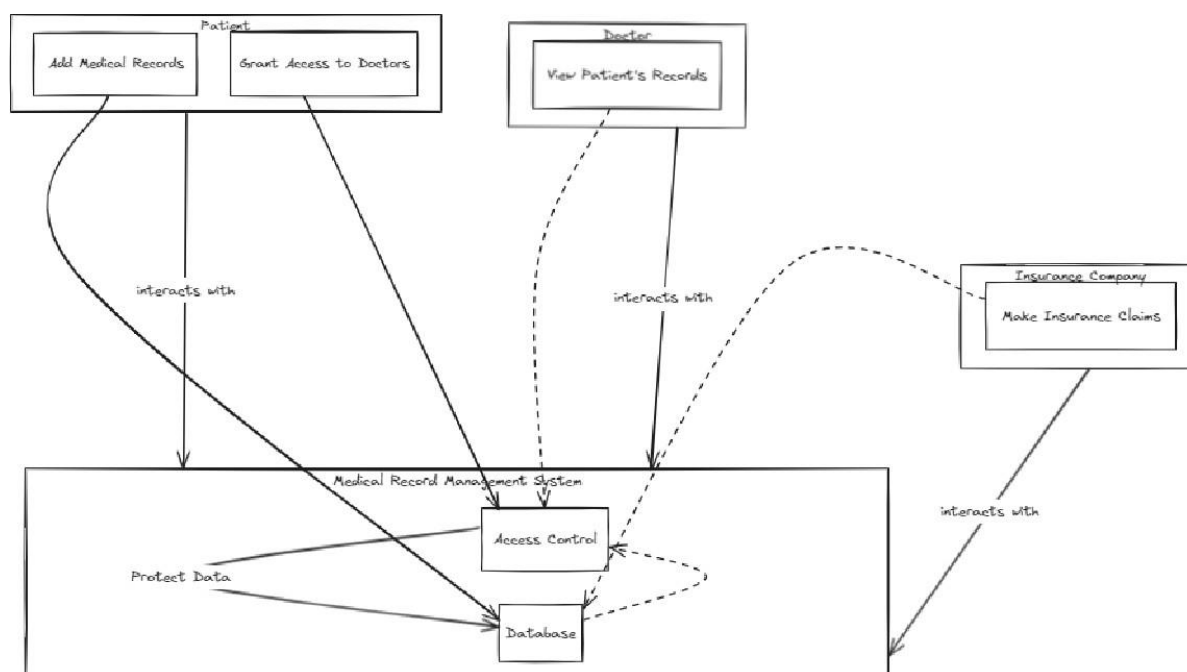 Patient
Add Medical Records
Grant Access to Doctors
Doctor
View Patient's Records
Insurance Company
Make Insurance Claims
interacts with
interacts with
interacts with
Medical Record Management System
Access Control
Protect Data
Database